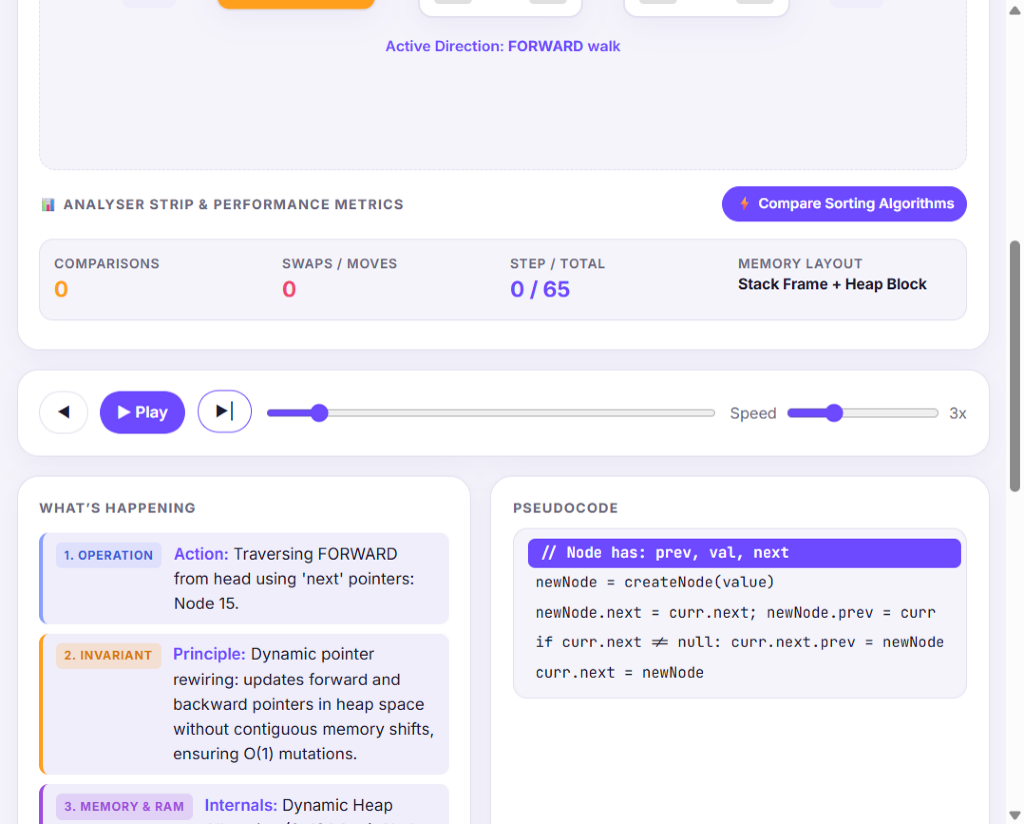 Active Direction: FORWARD walk
ANALYSER STRIP & PERFORMANCE METRICS
Compare Sorting Algorithms
COMPARISONS
0
SWAPS / MOVES
0
STEP / TOTAL
0 / 65
MEMORY LAYOUT
Stack Frame + Heap Block
Play
Speed
3x
WHAT'S HAPPENING
1. OPERATION
Action: Traversing FORWARD
from head using 'next' pointers:
Node 15.
2. INVARIANT
Principle: Dynamic pointer
rewiring: updates forward and
backward pointers in heap space
without contiguous memory shifts,
ensuring O(1) mutations.
3. MEMORY & RAM
Internals: Dynamic Heap
PSEUDOCODE
// Node has: prev, val, next
newNode = createNode(value)
newNode.next = curr.next; newNode.prev = curr
if curr.next ≠ null: curr.next.prev = newNode
curr.next = newNode